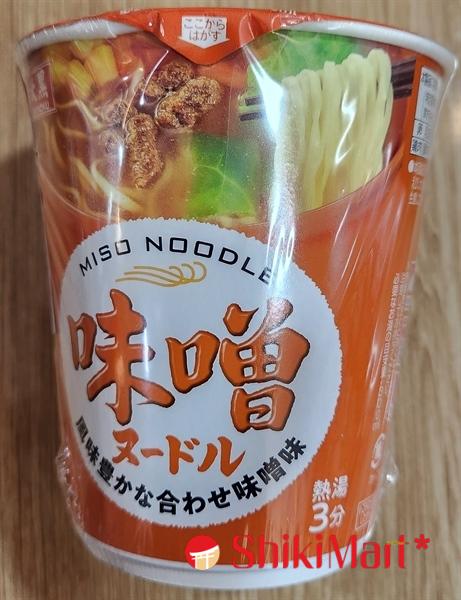 ここから
はがす
MISO NOODLE
味噌
ヌードル
風味豊かな合わせ味噌味
熱湯
3分
ShikiMart*